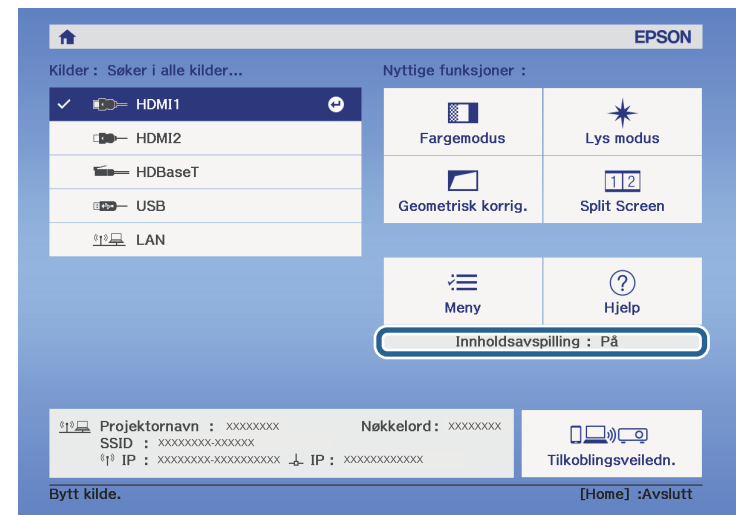 EPSON
Kilder : Søker i alle kilder...
HDMI1
HDMI2
HDBaseT
USB
LAN
Nyttige funksjoner :
Fargemodus
Lys modus
Geometrisk korrig.
1 2
Split Screen
Meny
Hjelp
Innholdsavspilling : På
Projektornavn : xxxxxxxx Nøkkelord : xxxxxxxx
SSID : xxxxxxxx-xxxxxx
IP : xxxxxxxx-xxxxxxxxxx IP : xxxxxxxxxxxx
Tilkoblingsveiledn.
Bytt kilde. [Home] :Avslutt